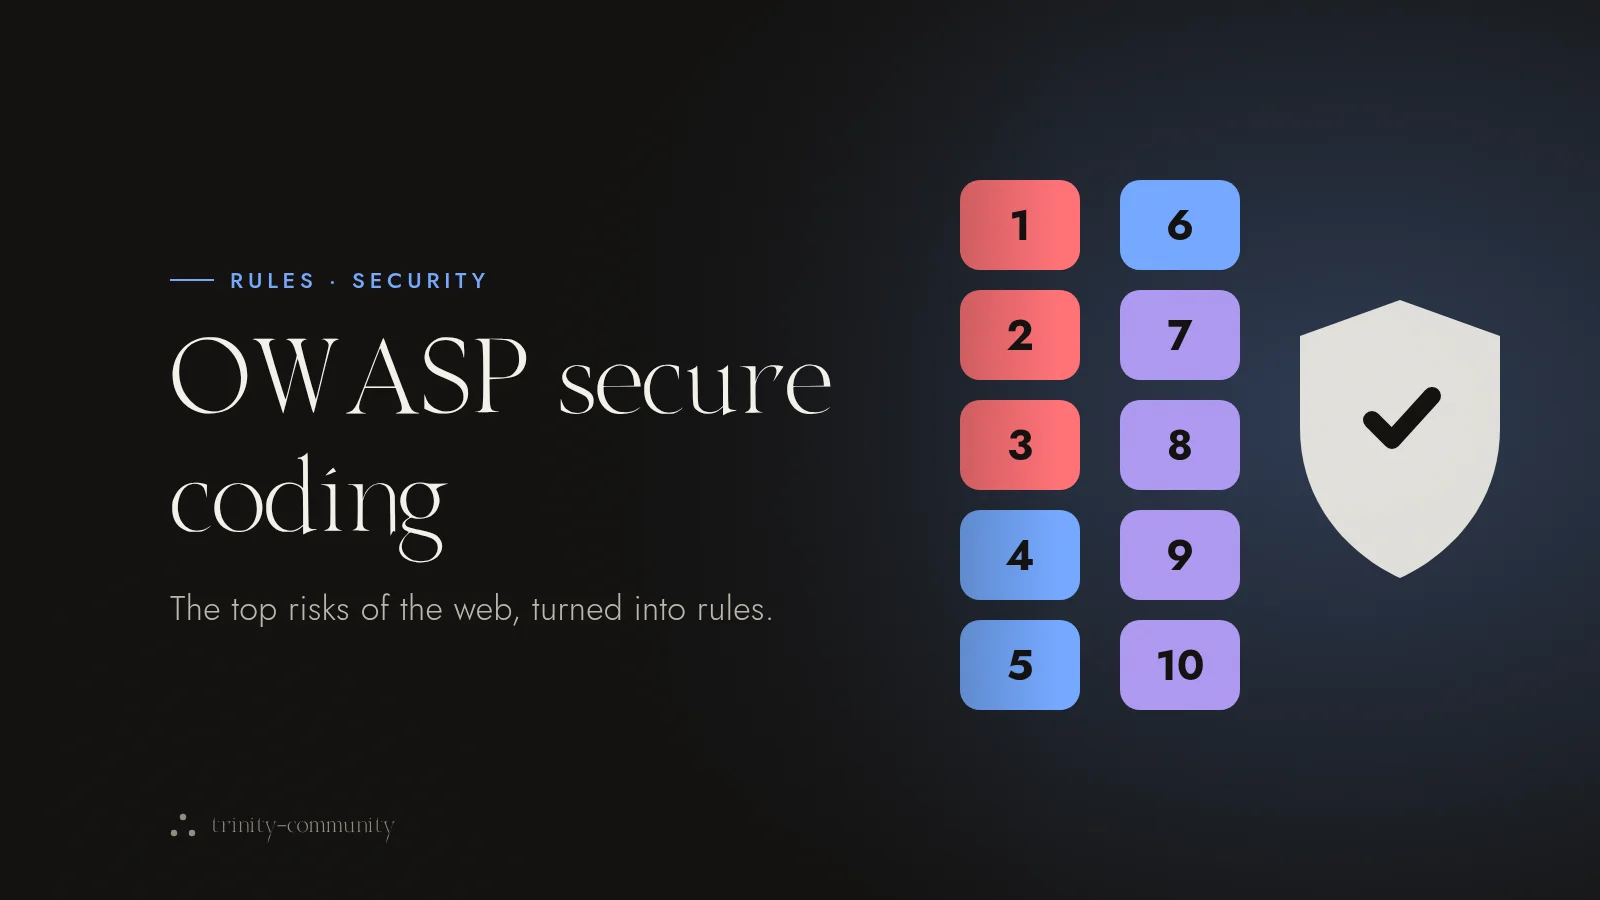 RULES · SECURITY
OWASP secure
coding
The top risks of the web, turned into rules.
trinity-community
1
2
3
4
5
6
7
8
9
10